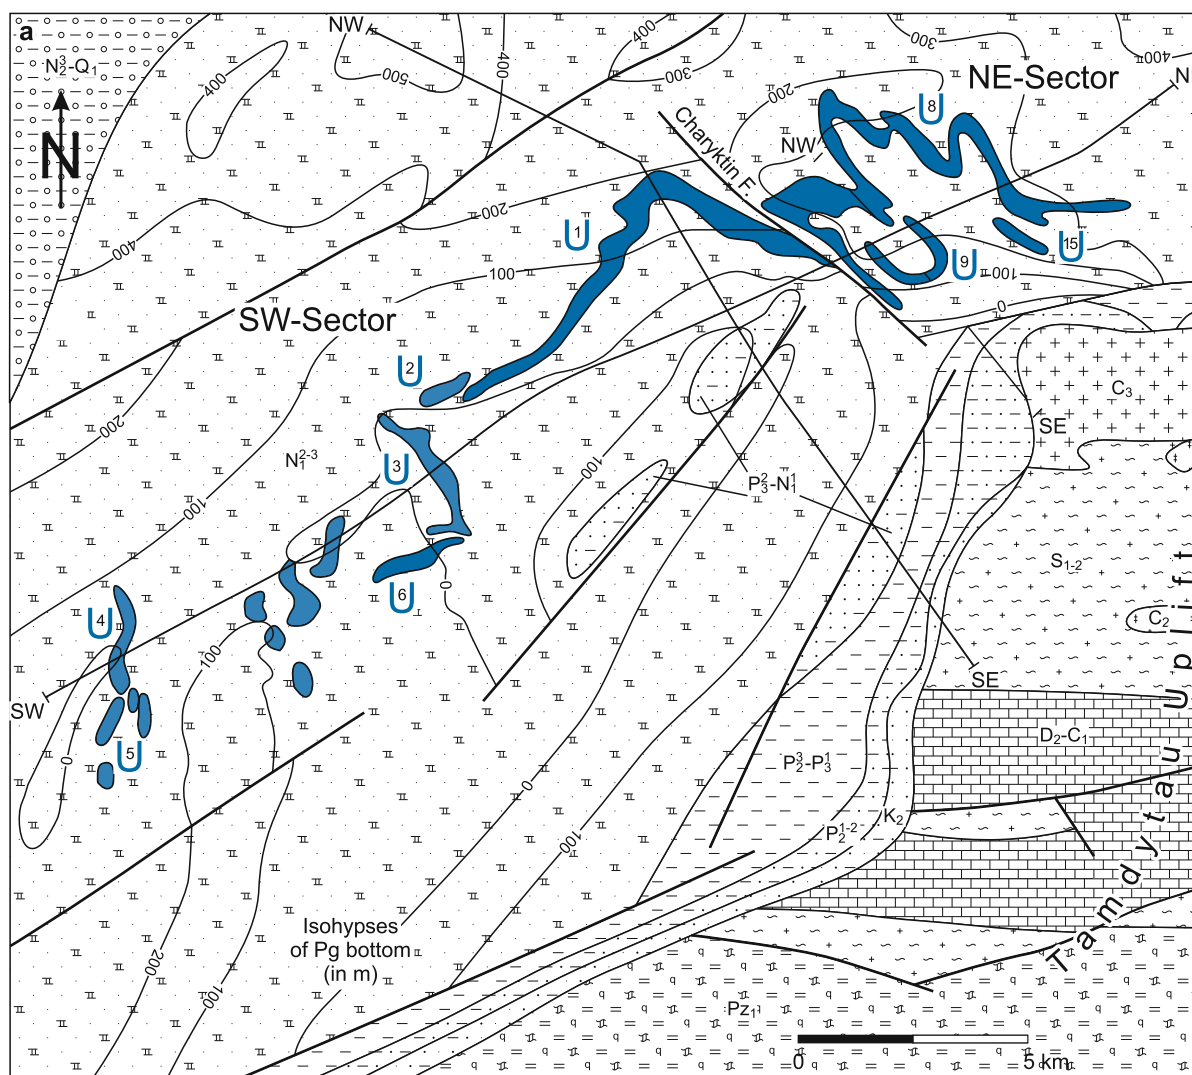 a
N₂³-Q₁
N
NW
400
500
400
400
300
300
400
200
NE-Sector
N
U 8
Charyktin F.
NW
400
200
U 1
U 9
U 15
100
100
0
SW-Sector
U 2
200
C₃
SE
N₁²⁻³
U 3
100
P₃²-N₁¹
100
U 6
0
S₁₋₂
C₂
U 4
100
SE
SW
0
U 5
D₂-C₁
P₂³-P₃¹
0
K₂
P₂¹⁻²
100
Tamdytau Uplift
Isohypses
of Pg bottom
(in m)
200
100
Pz₁
0 5 km